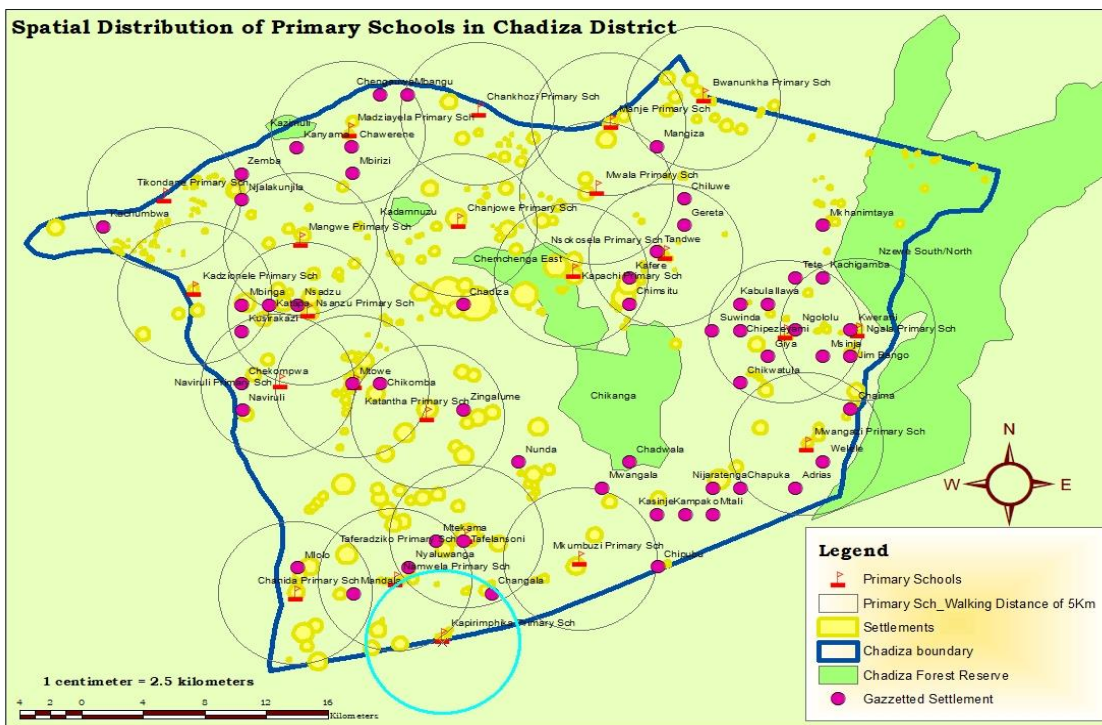 Spatial Distribution of Primary Schools in Chadiza District
Bwanunkha Primary Sch
Mbangu
Chankhozi Primary Sch
Manje Primary Sch
Madziayela Primary Sch
Kazimuli
Kanyama
Chawerene
Mangiza
Zemba
Mbirizi
Tikondane Primary Sch
Njalakunjila
Mwala Primary Sch
Chiluwe
Kadamnuzu
Kachumbwa
Chanjowe Primary Sch
Gereta
Mkhanimtaya
Mangwe Primary Sch
Nsokosela Primary Sch
Tandwe
Nzewe South/North
Chemchenga East
Kafere
Kadzionele Primary Sch
Kapachi Primary Sch
Tete
Kachigamba
Mbinga
Nsadzu
Chadiza
Chimsitu
Kabulaìlawa
Nsanzu Primary Sch
Kusirakazi
Suwinda
Ngololu
Chipezeyami
Ngala Primary Sch
Giya
Msinja
Jim Bango
Chekompwa
Mtowe
Chikwatula
Naviruli Primary Sch
Chikomba
Chikanga
Naviruli
Katantha Primary Sch
Zingalume
Chaima
Mwangazi Primary Sch
Nunda
Chadwala
Mwangala
Nijaratenga
Chapuka
Adrias
Kasinje
Kampako
Mtali
Mtekama
Taferadziko Primary Sch
Tafelansoni
Mkumbuzi Primary Sch
Mlolo
Nyaluwanga
Namwela Primary Sch
Chanida Primary Sch
Mandala
Changala
Kapirimphika Primary Sch
N
W
E
S
Legend
Primary Schools
Primary Sch_Walking Distance of 5Km
Settlements
Chadiza boundary
Chadiza Forest Reserve
Gazzetted Settlement
1 centimeter = 2.5 kilometers
4 2 0 4 8 12 16
Kilometers